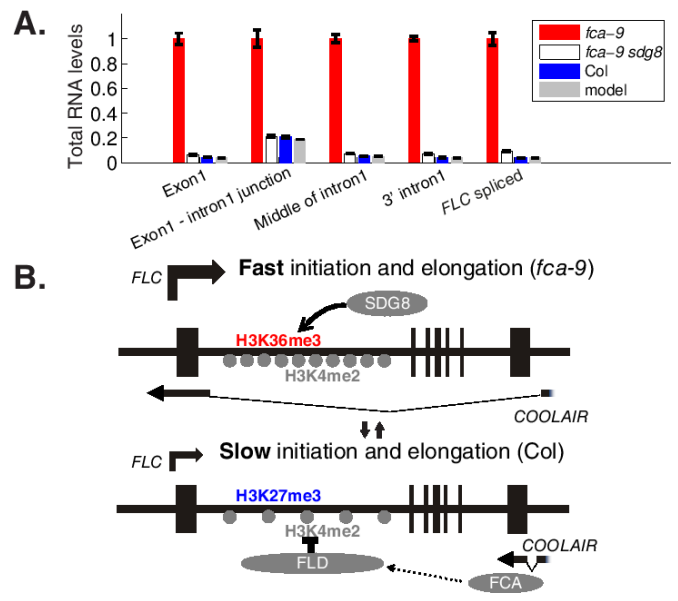 A.
Total RNA levels
1
0.8
0.6
0.4
0.2
0
fca-9
fca-9 sdg8
Col
model
Exon1
Exon1 - intron1 junction
Middle of intron1
3' intron1
FLC spliced
B.
FLC
Fast initiation and elongation (fca-9)
SDG8
H3K36me3
H3K4me2
COOLAIR
Slow initiation and elongation (Col)
FLC
H3K27me3
H3K4me2
COOLAIR
FLD
FCA